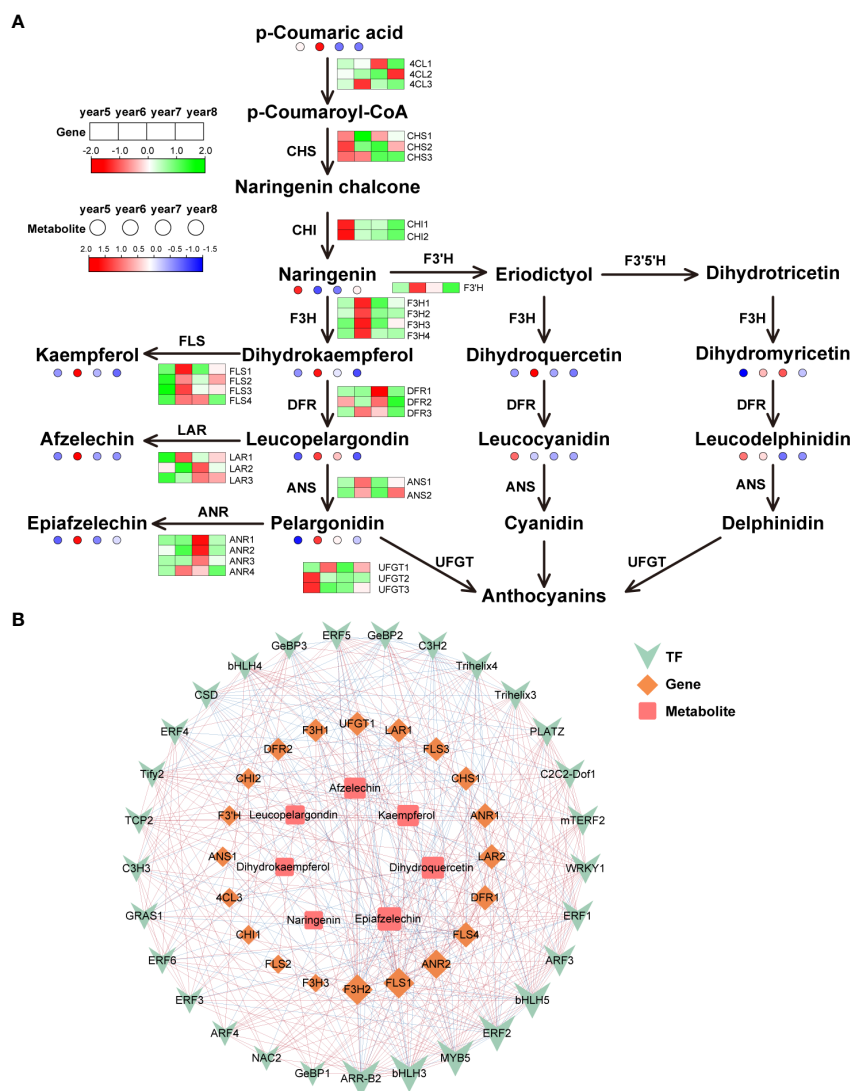 A
p-Coumaric acid
4CL1
4CL2
4CL3
p-Coumaroyl-CoA
year5 year6 year7 year8
Gene
-2.0 -1.0 0.0 1.0 2.0
CHS
CHS1
CHS2
CHS3
Naringenin chalcone
year5 year6 year7 year8
Metabolite
2.0 1.5 0.5 0.0 -0.5 -1.0 -1.5
CHI
CHI1
CHI2
Naringenin
F3'H
Eriodictyol
F3'5'H
Dihydrotricetin
F3'H
F3H
F3H1
F3H2
F3H3
F3H4
F3H
F3H
Kaempferol
FLS
Dihydrokaempferol
Dihydroquercetin
Dihydromyricetin
FLS1
FLS2
FLS3
FLS4
DFR
DFR1
DFR2
DFR3
DFR
DFR
Afzelechin
LAR
Leucopelargondin
Leucocyanidin
Leucodelphinidin
LAR1
LAR2
LAR3
ANS
ANS1
ANS2
ANS
ANS
Epiafzelechin
ANR
Pelargonidin
Cyanidin
Delphinidin
ANR1
ANR2
ANR3
ANR4
UFGT1
UFGT2
UFGT3
UFGT
UFGT
Anthocyanins
B
ERF5
GeBP2
GeBP3
C3H2
bHLH4
Trihelix4
CSD
Trihelix3
ERF4
PLATZ
Tify2
C2C2-Dof1
TCP2
mTERF2
C3H3
WRKY1
GRAS1
ERF1
ERF6
ARF3
ERF3
bHLH5
ARF4
ERF2
NAC2
MYB5
GeBP1
ARR-B2
bHLH3
UFGT1
F3H1
LAR1
DFR2
FLS3
CHI2
CHS1
F3'H
ANR1
ANS1
LAR2
4CL3
DFR1
CHI1
FLS4
FLS2
ANR2
F3H3
F3H2
FLS1
Afzelechin
Leucopelargondin
Kaempferol
Dihydrokaempferol
Dihydroquercetin
Naringenin
Epiafzelechin
TF
Gene
Metabolite